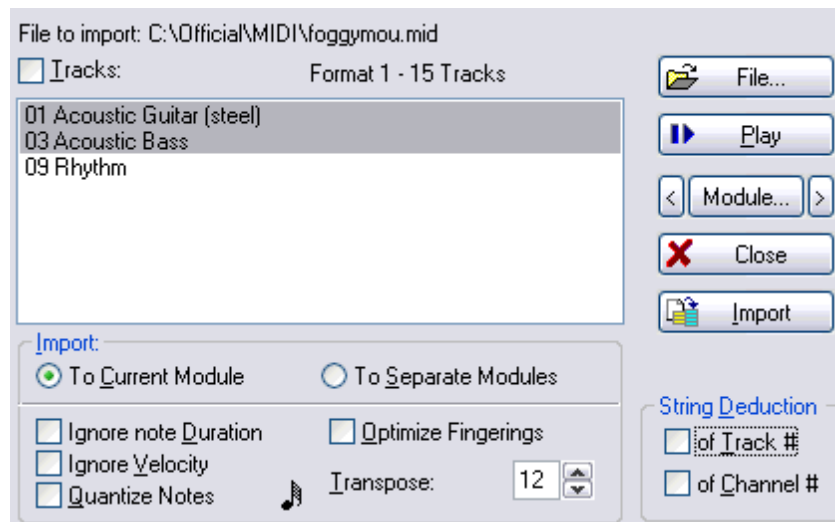 File to import: C:\Official\MIDI\foggymou.mid
Tracks: Format 1 - 15 Tracks
File...
01 Acoustic Guitar (steel)
03 Acoustic Bass
09 Rhythm
Play
< Module... >
Close
Import
Import:
To Current Module To Separate Modules
Ignore note Duration Optimize Fingerings
Ignore Velocity
Quantize Notes Transpose: 12
String Deduction
of Track #
of Channel #